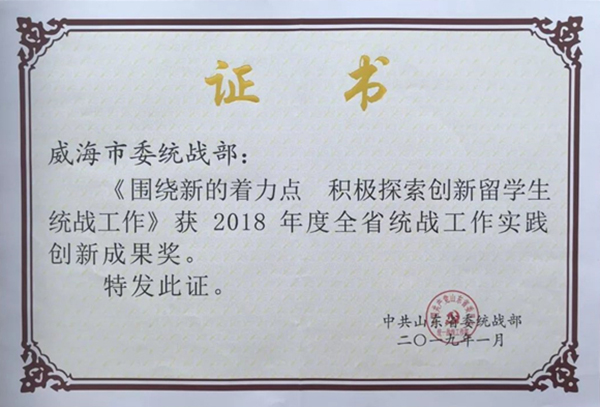 证书
威海市委统战部：
《围绕新的着力点 积极探索创新留学生
统战工作》获 2018 年度全省统战工作实践
创新成果奖。
特发此证。
中共山东省委统战部
二〇一九年一月